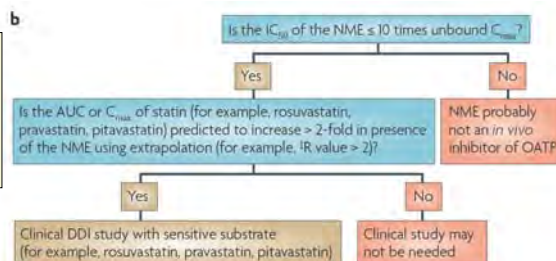 b
Is the IC50 of the NME ≤ 10 times unbound Cmax?
Yes
No
Is the AUC or Cmax of statin (for example, rosuvastatin,
pravastatin, pitavastatin) predicted to increase > 2-fold in presence
of the NME using extrapolation (for example, R value > 2)?
NME probably
not an in vivo
inhibitor of OATP
Yes
No
Clinical DDI study with sensitive substrate
(for example, rosuvastatin, pravastatin, pitavastatin)
Clinical study may
not be needed